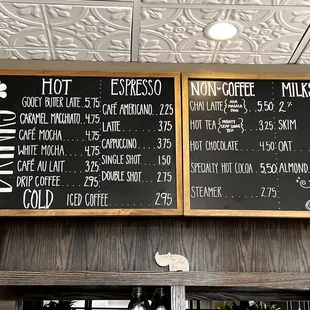 DRINKS
HOT
GOOEY BUTTER LATTE 5.75
CARAMEL MACCHIATO 4.75
CAFÉ MOCHA 4.75
WHITE MOCHA 4.75
CAFÉ AU LAIT 3.25
DRIP COFFEE 2.95
COLD
ICED COFFEE 2.95
ESPRESSO
CAFÉ AMERICANO 2.25
LATTE 3.75
CAPPUCCINO 3.75
SINGLE SHOT 1.50
DOUBLE SHOT 2.75
NON-COFFEE
CHAI LATTE 5.50
HOT TEA 3.25
HOT CHOCOLATE 4.50
SPECIALTY HOT COCOA 5.50
STEAMER 2.75
MILKS
2%
SKIM
OAT
ALMOND